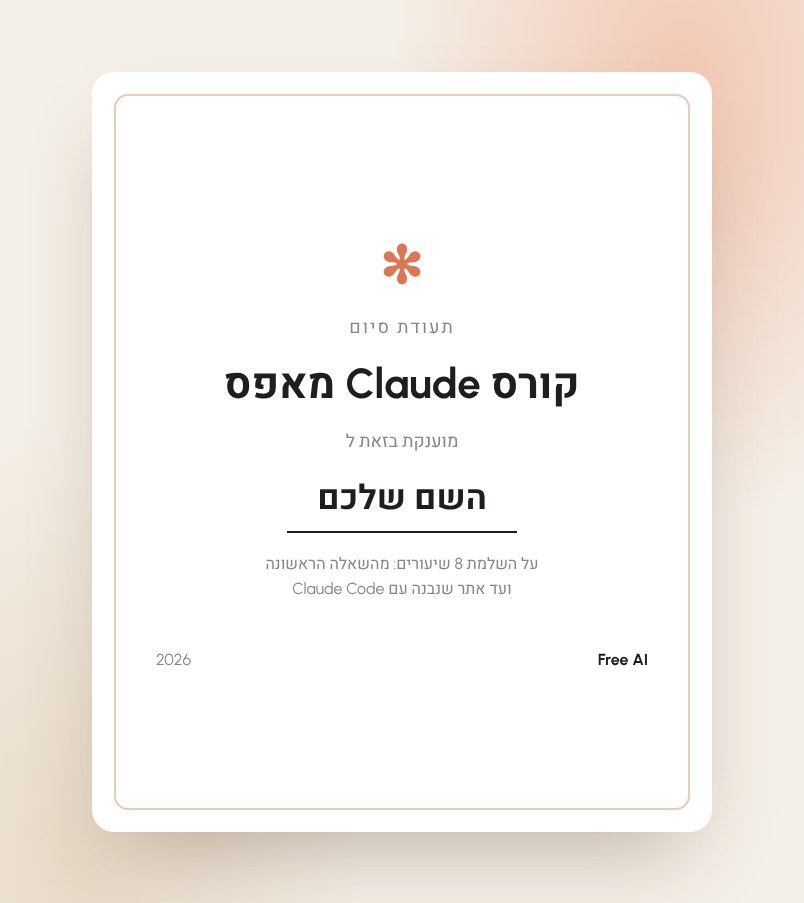 תעודת סיום
קורס Claude מאפס
מוענקת בזאת ל
השם שלכם
על השלמת 8 שיעורים: מהשאלה הראשונה
ועד אתר שנבנה עם Claude Code
Free AI
2026